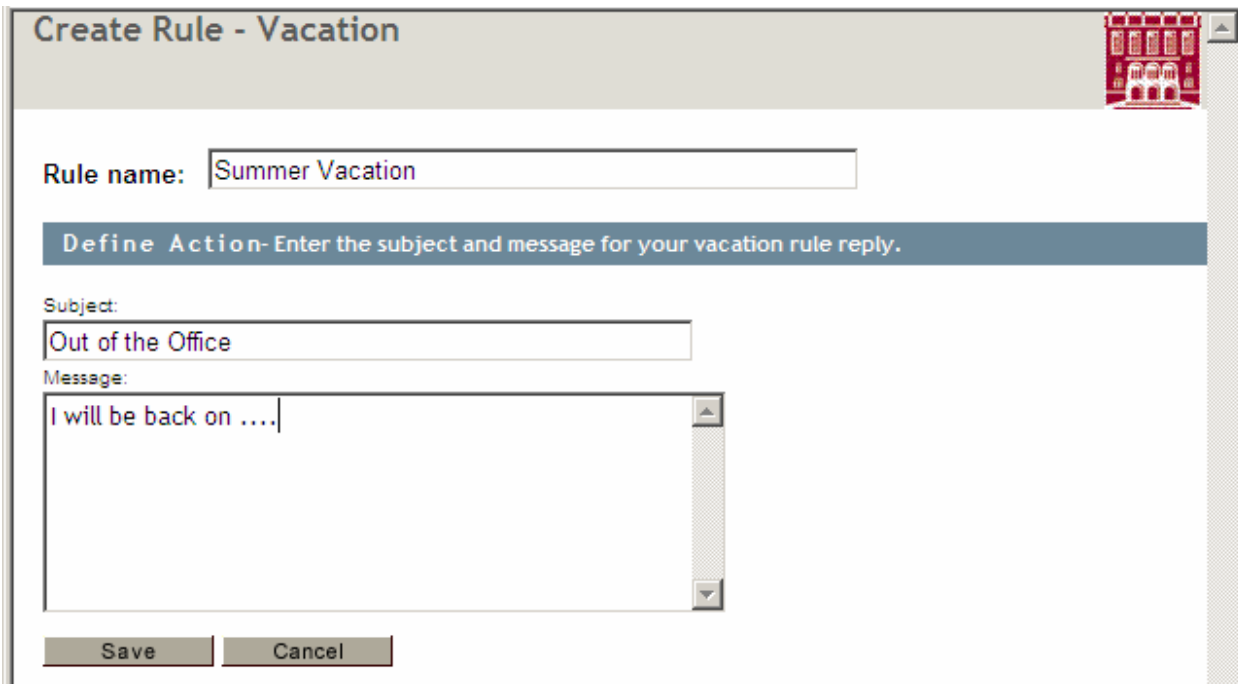 Create Rule - Vacation
Rule name: Summer Vacation
Define Action- Enter the subject and message for your vacation rule reply.
Subject:
Out of the Office
Message:
I will be back on ....
Save Cancel